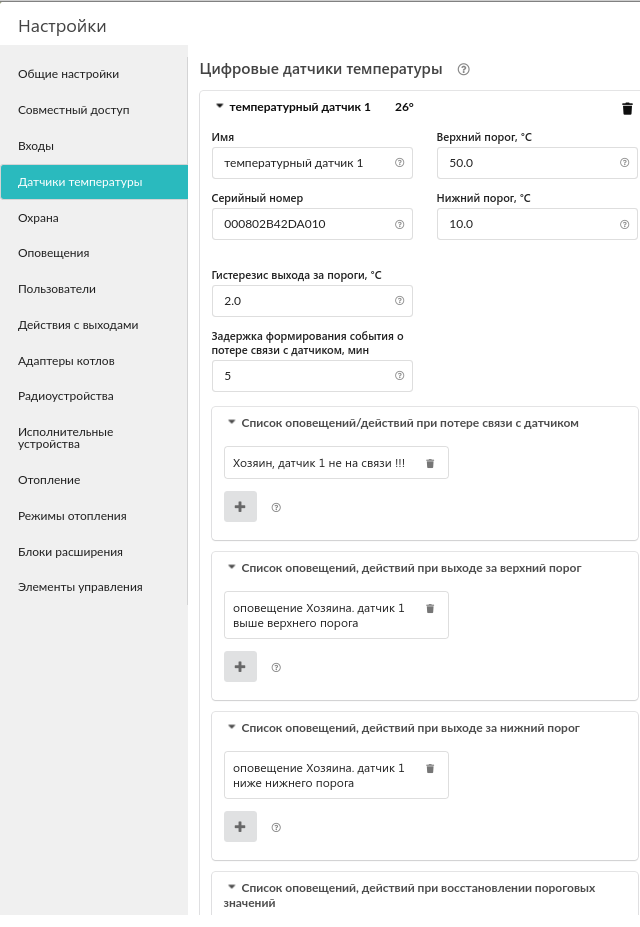 Настройки
Общие настройки
Совместный доступ
Входы
Датчики температуры
Охрана
Оповещения
Пользователи
Действия с выходами
Адаптеры котлов
Радиоустройства
Исполнительные
устройства
Отопление
Режимы отопления
Блоки расширения
Элементы управления
Цифровые датчики температуры
температурный датчик 1 26°
Имя
температурный датчик 1
Верхний порог, °C
50.0
Серийный номер
000802B42DA010
Нижний порог, °C
10.0
Гистерезис выхода за пороги, °C
2.0
Задержка формирования события о
потере связи с датчиком, мин
5
Список оповещений/действий при потере связи с датчиком
Хозяин, датчик 1 не на связи !!!
Список оповещений, действий при выходе за верхний порог
оповещение Хозяина. датчик 1
выше верхнего порога
Список оповещений, действий при выходе за нижний порог
оповещение Хозяина. датчик 1
ниже нижнего порога
Список оповещений, действий при восстановлении пороговых
значений